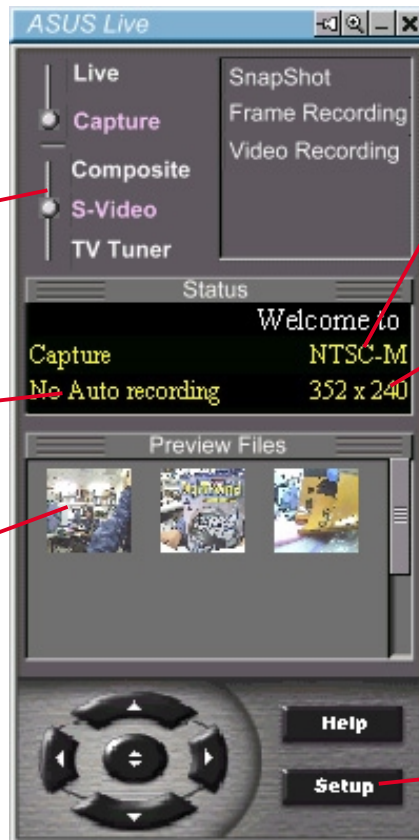 ASUS Live
Live
Capture
Composite
S-Video
TV Tuner
SnapShot
Frame Recording
Video Recording
Status
Welcome to
Capture NTSC-M
No Auto recording 352 x 240
Preview Files
Help
Setup